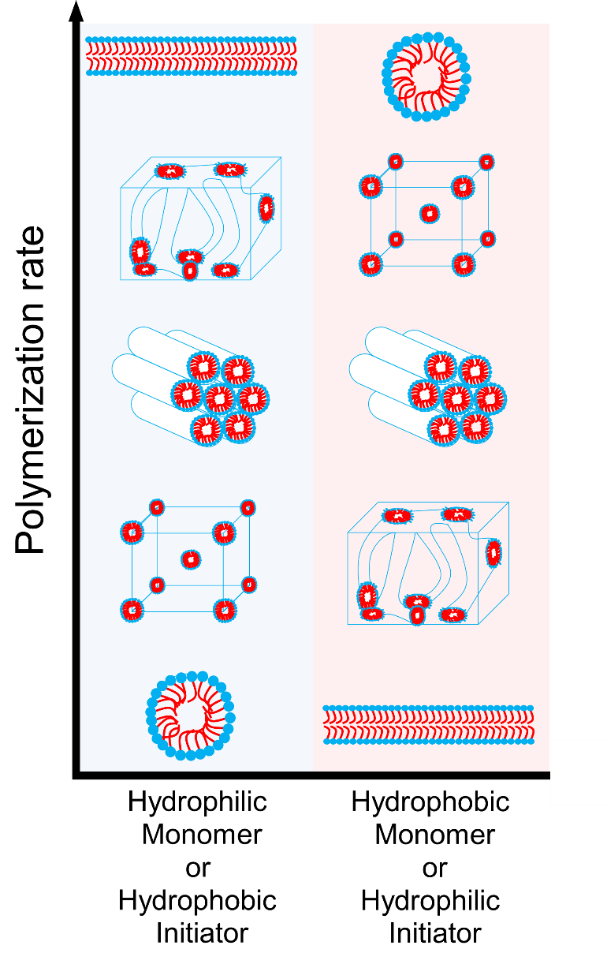 Polymerization rate
Hydrophilic
Monomer
or
Hydrophobic
Initiator
Hydrophobic
Monomer
or
Hydrophilic
Initiator